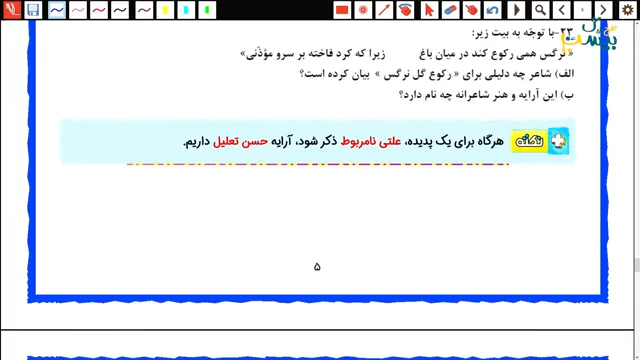 ۲۳-با توجّه به بیت زیر:
« نرگس همی رکوع کند در میان باغ زیرا که کرد فاخته بر سرو مؤذّنی»
الف) شاعر چه دلیلی برای « رکوع گل نرگس » بیان کرده است؟
ب) این آرایه و هنر شاعرانه چه نام دارد؟
نکته هرگاه برای یک پدیده، علتی نامربوط ذکر شود، آرایه حسن تعلیل داریم.
۵